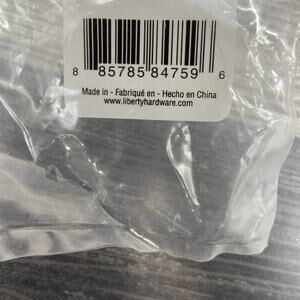 8 85785 84759 6
Made in - Fabriqué en - Hecho en China
www.libertyhardware.com